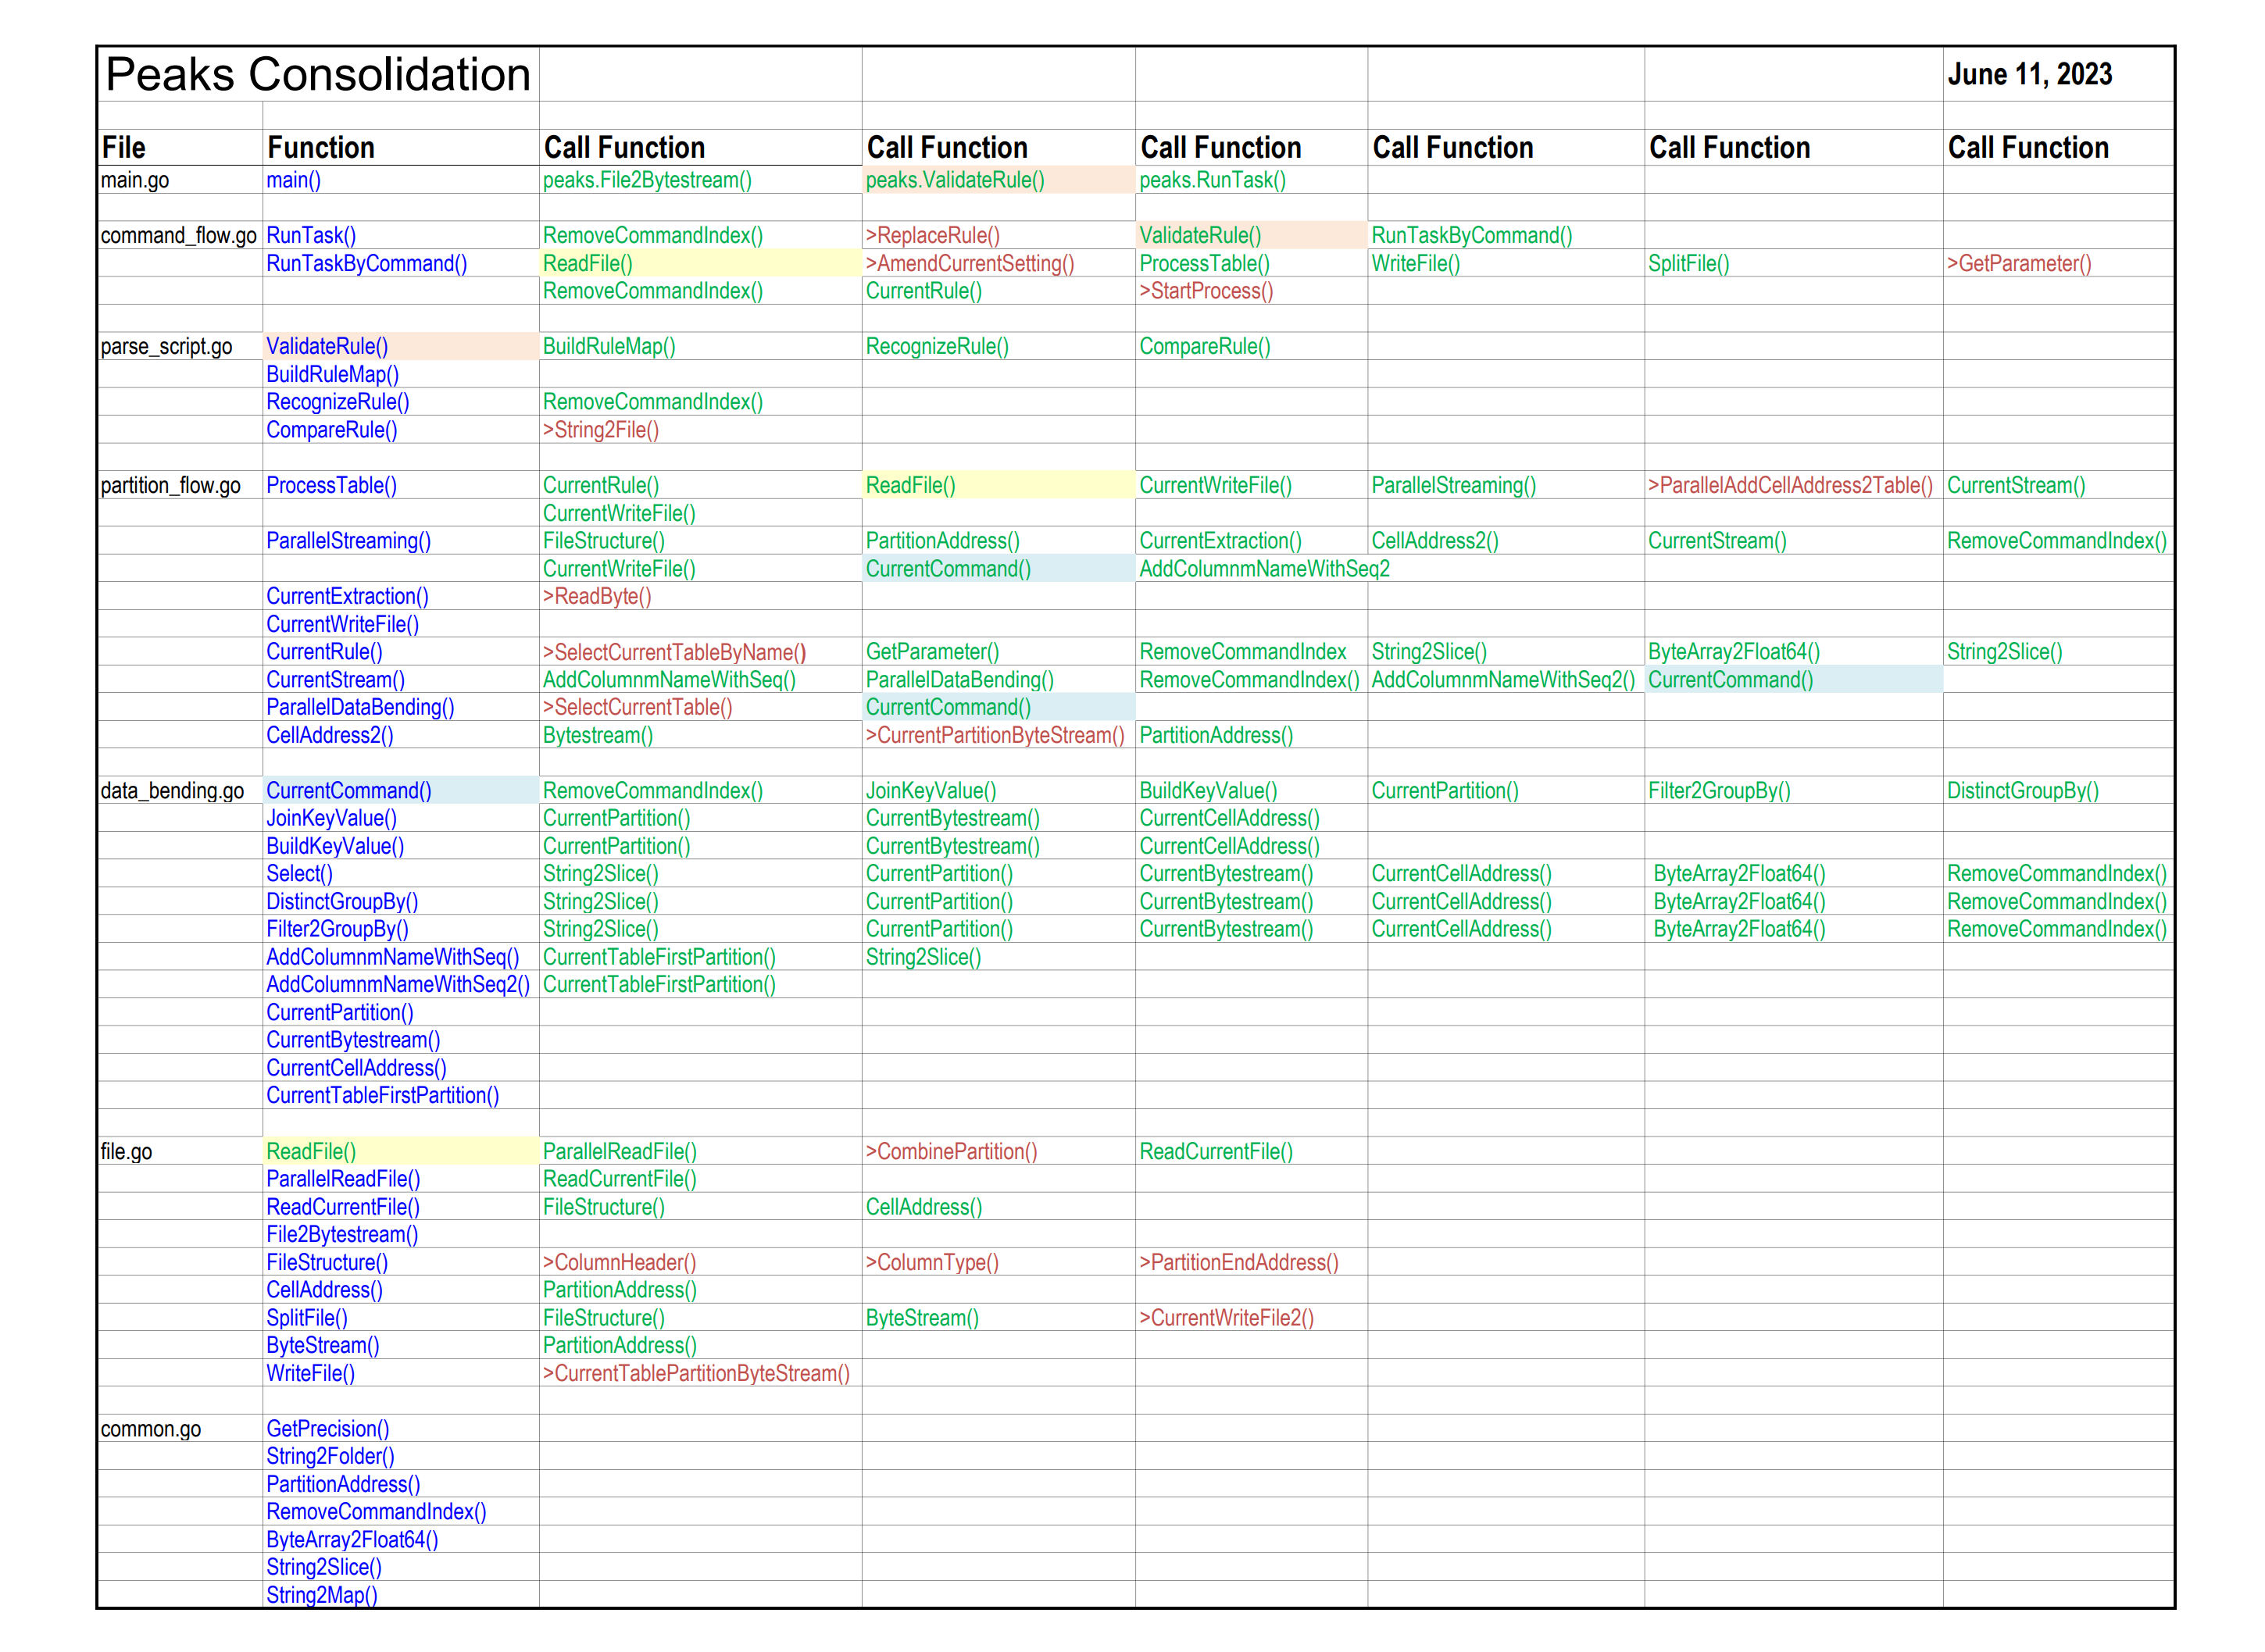 Peaks Consolidation June 11, 2023
File Function Call Function Call Function Call Function Call Function Call Function Call Function
main.go main() peaks.File2Bytestream() peaks.ValidateRule() peaks.RunTask()
command_flow.go RunTask() RemoveCommandIndex() >ReplaceRule() ValidateRule() RunTaskByCommand()
RunTaskByCommand() ReadFile() >AmendCurrentSetting() ProcessTable() WriteFile() SplitFile() >GetParameter()
RemoveCommandIndex() CurrentRule() >StartProcess()
parse_script.go ValidateRule() BuildRuleMap() RecognizeRule() CompareRule()
BuildRuleMap()
RecognizeRule() RemoveCommandIndex()
CompareRule() >String2File()
partition_flow.go ProcessTable() CurrentRule() ReadFile() CurrentWriteFile() ParallelStreaming() >ParallelAddCellAddress2Table() CurrentStream()
CurrentWriteFile()
ParallelStreaming() FileStructure() PartitionAddress() CurrentExtraction() CellAddress2() CurrentStream() RemoveCommandIndex()
CurrentWriteFile() CurrentCommand() AddColumnmNameWithSeq2
CurrentExtraction() >ReadByte()
CurrentWriteFile()
CurrentRule() >SelectCurrentTableByName() GetParameter() RemoveCommandIndex String2Slice() ByteArray2Float64() String2Slice()
CurrentStream() AddColumnmNameWithSeq() ParallelDataBending() RemoveCommandIndex() AddColumnmNameWithSeq2() CurrentCommand()
ParallelDataBending() >SelectCurrentTable() CurrentCommand()
CellAddress2() Bytestream() >CurrentPartitionByteStream() PartitionAddress()
data_bending.go CurrentCommand() RemoveCommandIndex() JoinKeyValue() BuildKeyValue() CurrentPartition() Filter2GroupBy() DistinctGroupBy()
JoinKeyValue() CurrentPartition() CurrentBytestream() CurrentCellAddress()
BuildKeyValue() CurrentPartition() CurrentBytestream() CurrentCellAddress()
Select() String2Slice() CurrentPartition() CurrentBytestream() CurrentCellAddress() ByteArray2Float64() RemoveCommandIndex()
DistinctGroupBy() String2Slice() CurrentPartition() CurrentBytestream() CurrentCellAddress() ByteArray2Float64() RemoveCommandIndex()
Filter2GroupBy() String2Slice() CurrentPartition() CurrentBytestream() CurrentCellAddress() ByteArray2Float64() RemoveCommandIndex()
AddColumnmNameWithSeq() CurrentTableFirstPartition() String2Slice()
AddColumnmNameWithSeq2() CurrentTableFirstPartition()
CurrentPartition()
CurrentBytestream()
CurrentCellAddress()
CurrentTableFirstPartition()
file.go ReadFile() ParallelReadFile() >CombinePartition() ReadCurrentFile()
ParallelReadFile() ReadCurrentFile()
ReadCurrentFile() FileStructure() CellAddress()
File2Bytestream()
FileStructure() >ColumnHeader() >ColumnType() >PartitionEndAddress()
CellAddress() PartitionAddress()
SplitFile() FileStructure() ByteStream() >CurrentWriteFile2()
ByteStream() PartitionAddress()
WriteFile() >CurrentTablePartitionByteStream()
common.go GetPrecision()
String2Folder()
PartitionAddress()
RemoveCommandIndex()
ByteArray2Float64()
String2Slice()
String2Map()